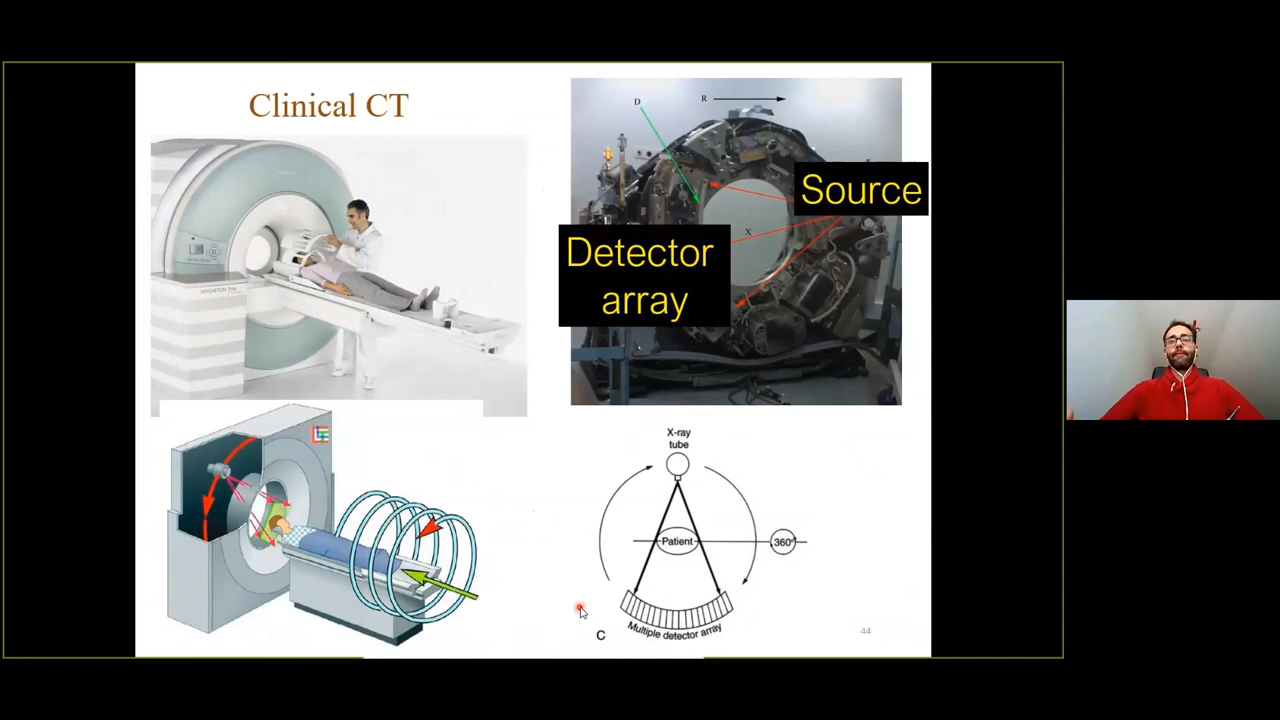 Clinical CT
D
R
Source
X
Detector
array
X-ray
tube
Patient
360°
Multiple detector array
C
44